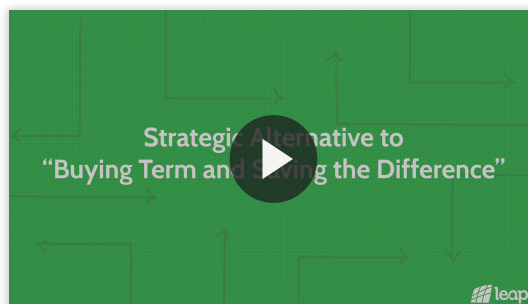 Strategic Alternative to
“Buying Term and Saving the Difference”
leap